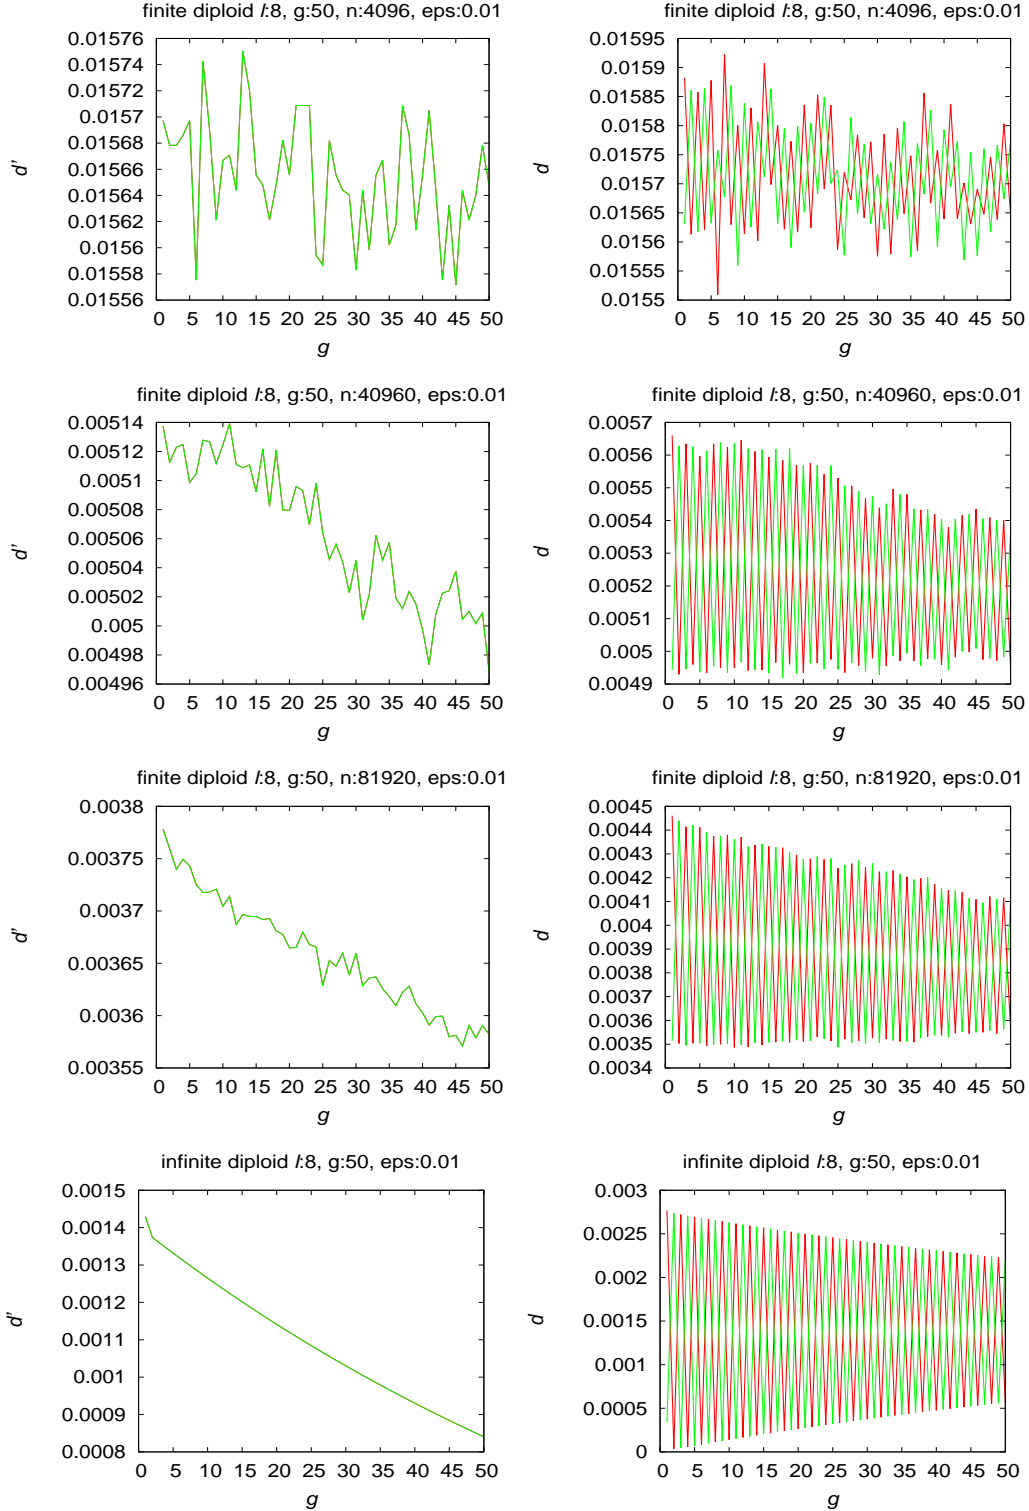 finite diploid l:8, g:50, n:4096, eps:0.01
0.01576
0.01574
0.01572
0.0157
0.01568
0.01566
0.01564
0.01562
0.0156
0.01558
0.01556
d'
0 5 10 15 20 25 30 35 40 45 50
g
finite diploid l:8, g:50, n:4096, eps:0.01
0.01595
0.0159
0.01585
0.0158
0.01575
0.0157
0.01565
0.0156
0.01555
0.0155
d
0 5 10 15 20 25 30 35 40 45 50
g
finite diploid l:8, g:50, n:40960, eps:0.01
0.00514
0.00512
0.0051
0.00508
0.00506
0.00504
0.00502
0.005
0.00498
0.00496
d'
0 5 10 15 20 25 30 35 40 45 50
g
finite diploid l:8, g:50, n:40960, eps:0.01
0.0057
0.0056
0.0055
0.0054
0.0053
0.0052
0.0051
0.005
0.0049
d
0 5 10 15 20 25 30 35 40 45 50
g
finite diploid l:8, g:50, n:81920, eps:0.01
0.0038
0.00375
0.0037
0.00365
0.0036
0.00355
d'
0 5 10 15 20 25 30 35 40 45 50
g
finite diploid l:8, g:50, n:81920, eps:0.01
0.0045
0.0044
0.0043
0.0042
0.0041
0.004
0.0039
0.0038
0.0037
0.0036
0.0035
0.0034
d
0 5 10 15 20 25 30 35 40 45 50
g
infinite diploid l:8, g:50, eps:0.01
0.0015
0.0014
0.0013
0.0012
0.0011
0.001
0.0009
0.0008
d'
0 5 10 15 20 25 30 35 40 45 50
g
infinite diploid l:8, g:50, eps:0.01
0.003
0.0025
0.002
0.0015
0.001
0.0005
0
d
0 5 10 15 20 25 30 35 40 45 50
g